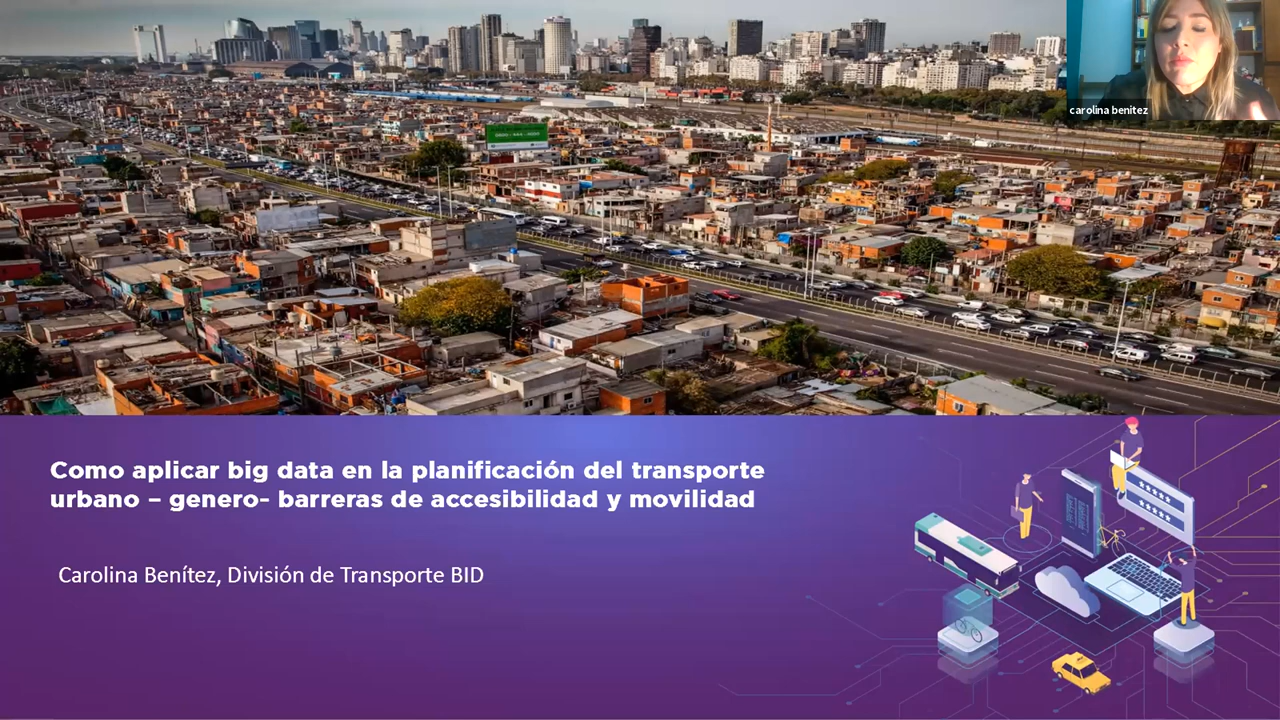 carolina benitez
Como aplicar big data en la planificación del transporte
urbano – genero- barreras de accesibilidad y movilidad
Carolina Benítez, División de Transporte BID